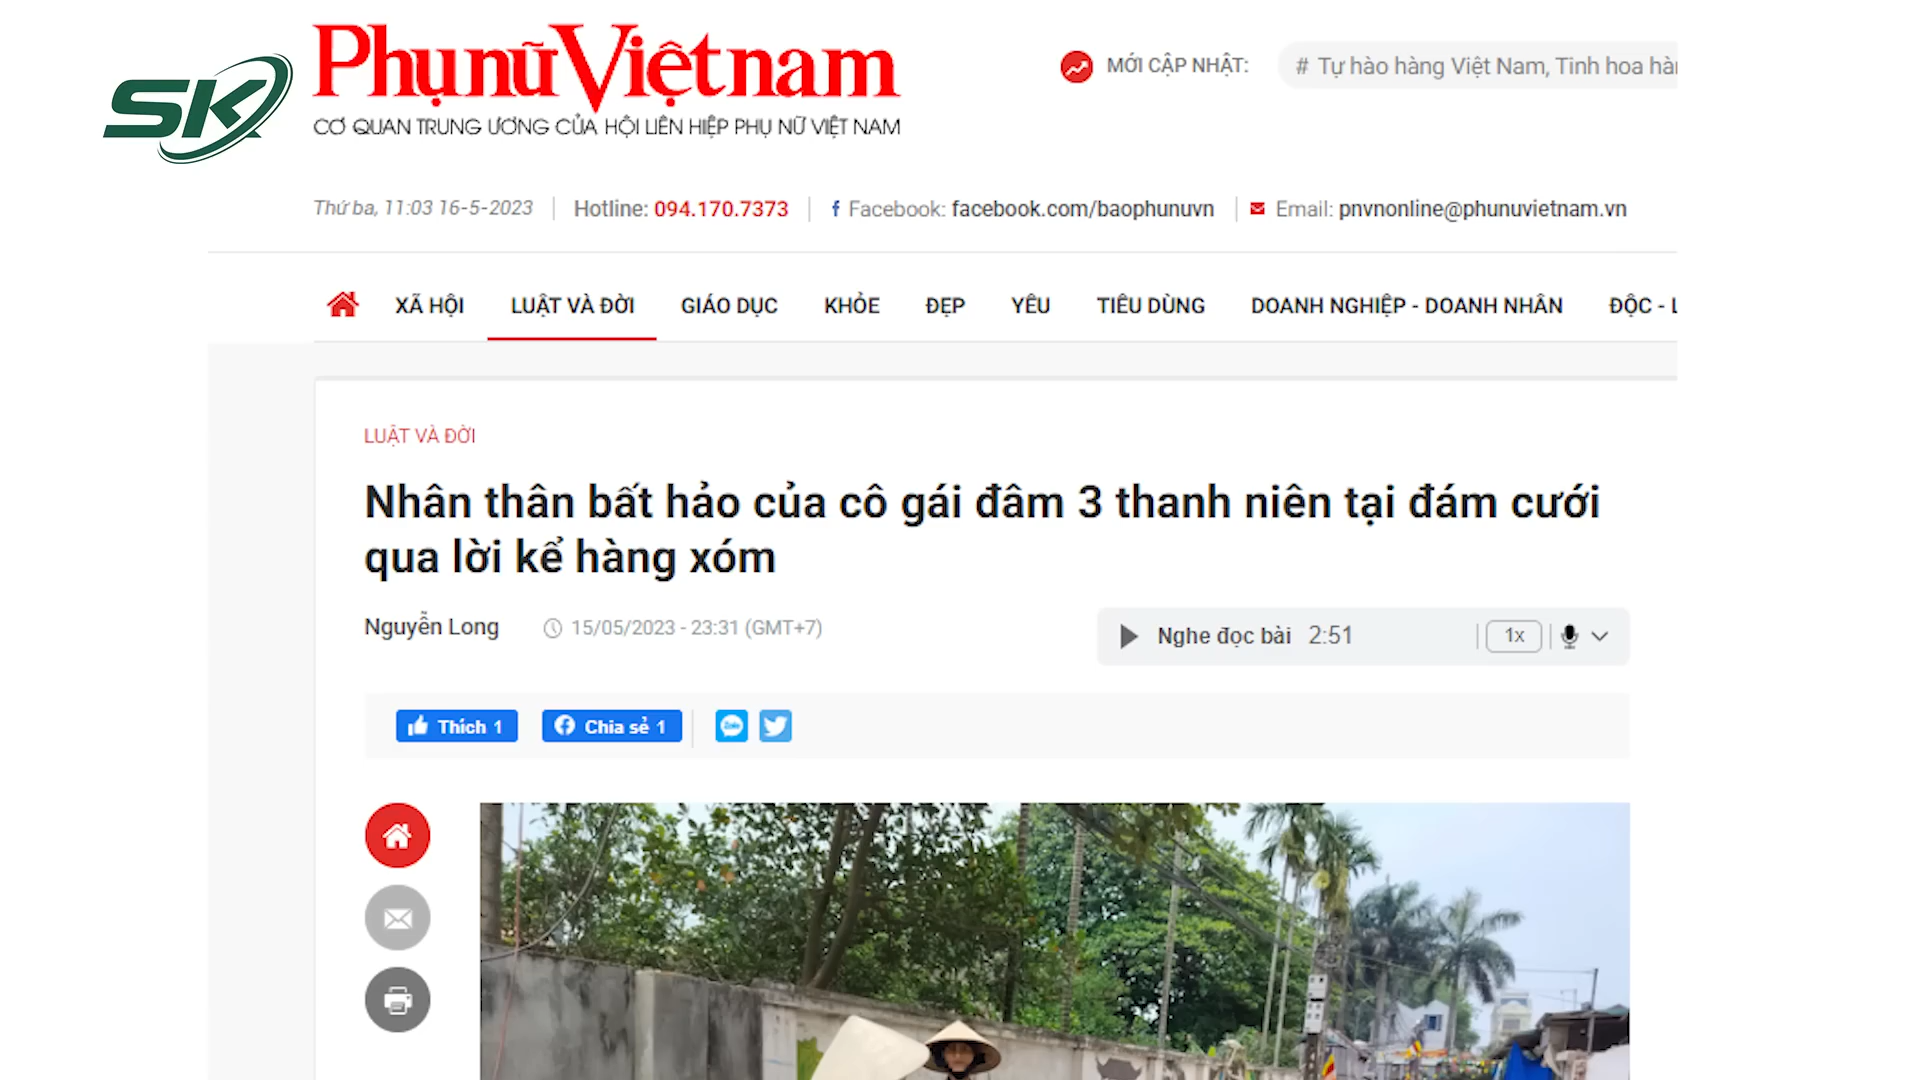 SK
PhụnữViệtnam
CƠ QUAN TRUNG ƯƠNG CỦA HỘI LIÊN HIỆP PHỤ NỮ VIỆT NAM
MỚI CẬP NHẬT:
# Tự hào hàng Việt Nam, Tinh hoa hàn
Thứ ba, 11:03 16-5-2023
Hotline: 094.170.7373
Facebook: facebook.com/baophunuvn
Email: pnvnonline@phunuvietnam.vn
XÃ HỘI
LUẬT VÀ ĐỜI
GIÁO DỤC
KHỎE
ĐẸP
YÊU
TIÊU DÙNG
DOANH NGHIỆP - DOANH NHÂN
ĐỘC - L
LUẬT VÀ ĐỜI
Nhân thân bất hảo của cô gái đâm 3 thanh niên tại đám cưới
qua lời kể hàng xóm
Nguyễn Long
15/05/2023 - 23:31 (GMT+7)
Nghe đọc bài 2:51
1x
Thích 1
Chia sẻ 1
Zalo